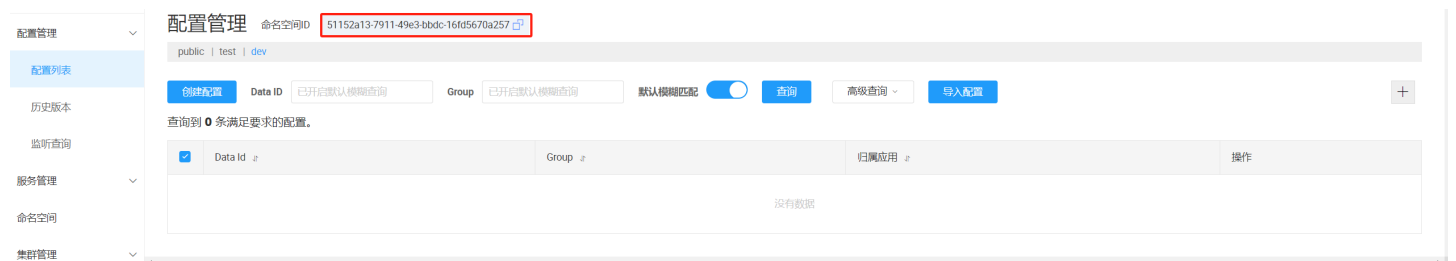 配置管理
配置列表
历史版本
监听查询
服务管理
命名空间
集群管理
配置管理 命名空间ID 51152a13-7911-49e3-bbdc-16fd5670a257
public | test | dev
创建配置 Data ID 已开启默认模糊查询 Group 已开启默认模糊查询 默认模糊匹配 查询 高级查询 导入配置
查询到 0 条满足要求的配置。
Data Id Group 归属应用 操作
没有数据